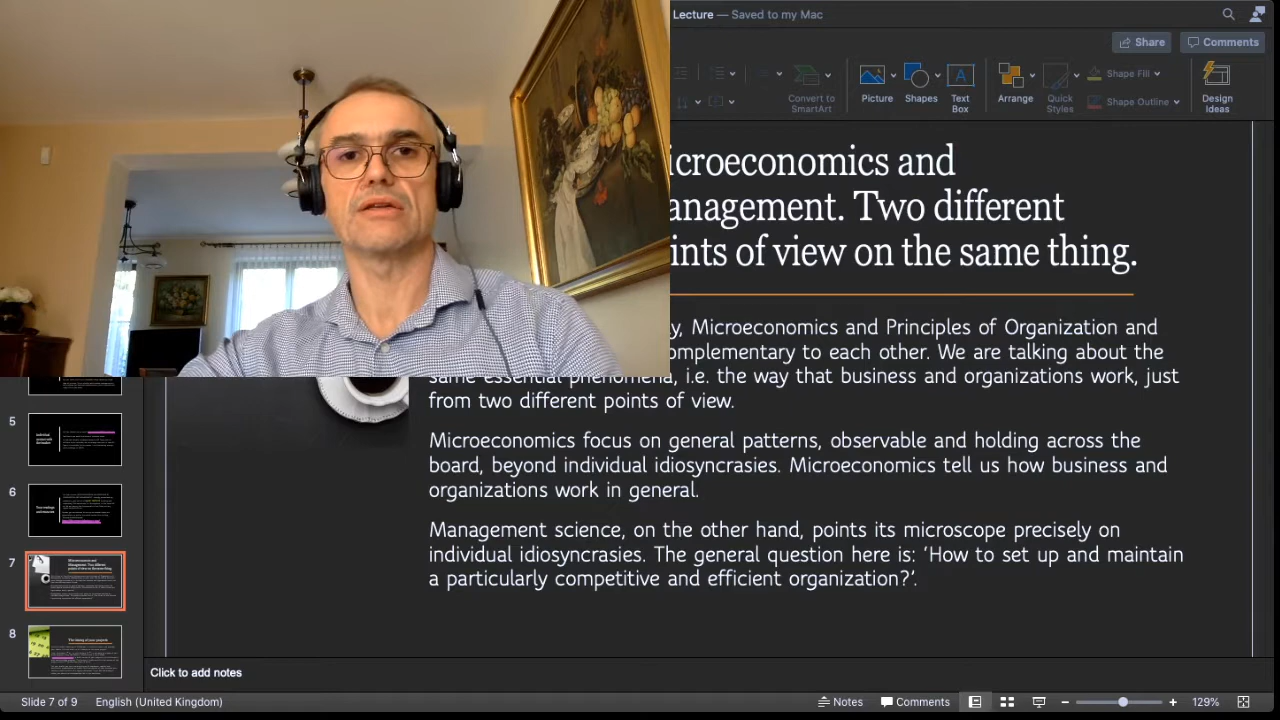 Lecture — Saved to my Mac
Share
Comments
Convert to
SmartArt
Picture
Shapes
Text
Box
Arrange
Quick
Styles
Shape Fill
Shape Outline
Design
Ideas
icroeconomics and
anagement. Two different
ints of view on the same thing.
y, Microeconomics and Principles of Organization and
omplementary to each other. We are talking about the
same essential phenomena, i.e. the way that business and organizations work, just
from two different points of view.
Microeconomics focus on general patterns, observable and holding across the
board, beyond individual idiosyncrasies. Microeconomics tell us how business and
organizations work in general.
Management science, on the other hand, points its microscope precisely on
individual idiosyncrasies. The general question here is: ‘How to set up and maintain
a particularly competitive and efficient organization?’
5
6
7
8
The timing of your projects
Click to add notes
Slide 7 of 9
English (United Kingdom)
Notes
Comments
129%